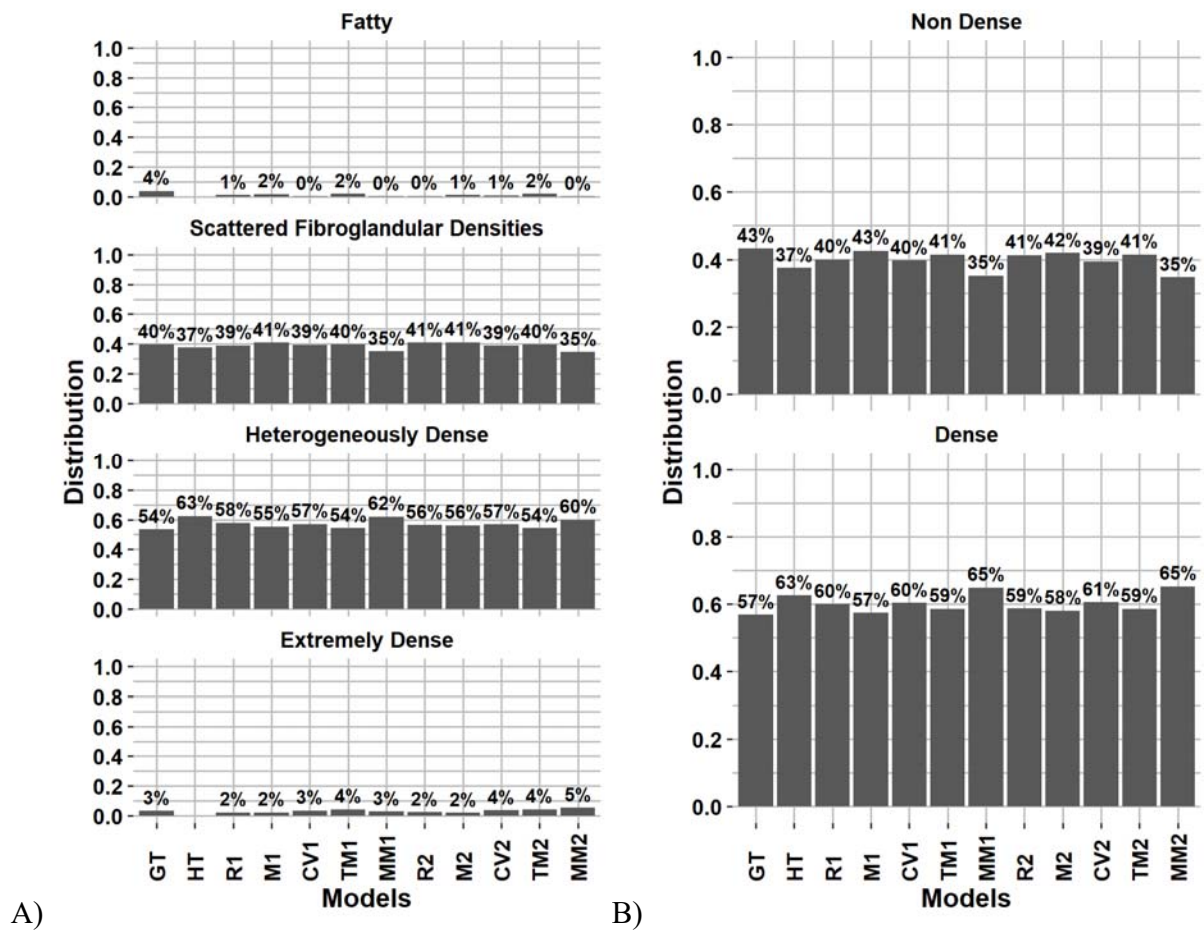 Fatty
1.0
0.8
0.6
0.4
0.2
0.0
4% 1% 2% 0% 2% 0% 0% 1% 1% 2% 0%
Scattered Fibroglandular Densities
1.0
0.8
0.6
0.4
0.2
0.0
40% 37% 39% 41% 39% 40% 35% 41% 41% 39% 40% 35%
Heterogeneously Dense
1.0
0.8
0.6
0.4
0.2
0.0
54% 63% 58% 55% 57% 54% 62% 56% 56% 57% 54% 60%
Extremely Dense
1.0
0.8
0.6
0.4
0.2
0.0
3% 2% 2% 3% 4% 3% 2% 2% 4% 4% 5%
Distribution
GT HT R1 M1 CV1 TM1 MM1 R2 M2 CV2 TM2 MM2
Models
A)
Non Dense
1.0
0.8
0.6
0.4
0.2
0.0
43% 37% 40% 43% 40% 41% 35% 41% 42% 39% 41% 35%
Dense
1.0
0.8
0.6
0.4
0.2
0.0
57% 63% 60% 57% 60% 59% 65% 59% 58% 61% 59% 65%
Distribution
GT HT R1 M1 CV1 TM1 MM1 R2 M2 CV2 TM2 MM2
Models
B)